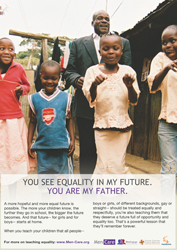 YOU SEE EQUALITY IN MY FUTURE.
YOU ARE MY FATHER.
A more hopeful and more equal future is
possible. The more your children know, the
further they go in school, the bigger the future
becomes. And that future - for girls and for
boys - starts at home.
When you teach your children that all people—
boys or girls, of different backgrounds, gay or
straight - should be treated equally and
respectfully, you're also teaching them that
they deserve a future full of opportunity and
equality too. That's a powerful lesson that
they'll remember forever.
For more on teaching equality: www.Men-Care.org
Men Care